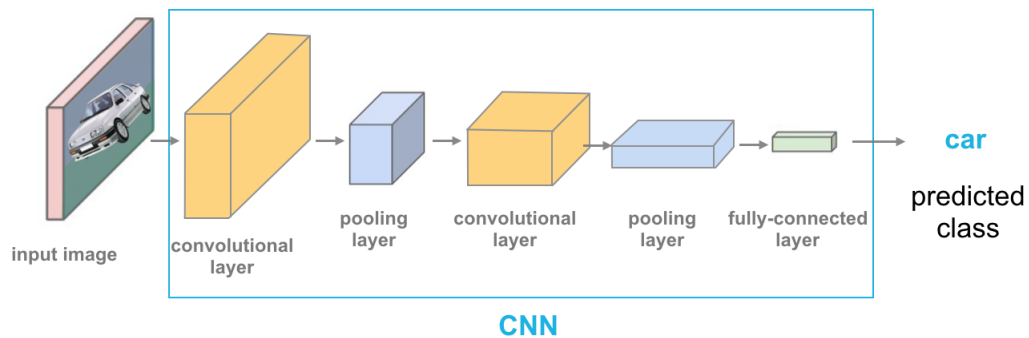 input image
convolutional
layer
pooling
layer
convolutional
layer
pooling
layer
fully-connected
layer
car
predicted
class
CNN